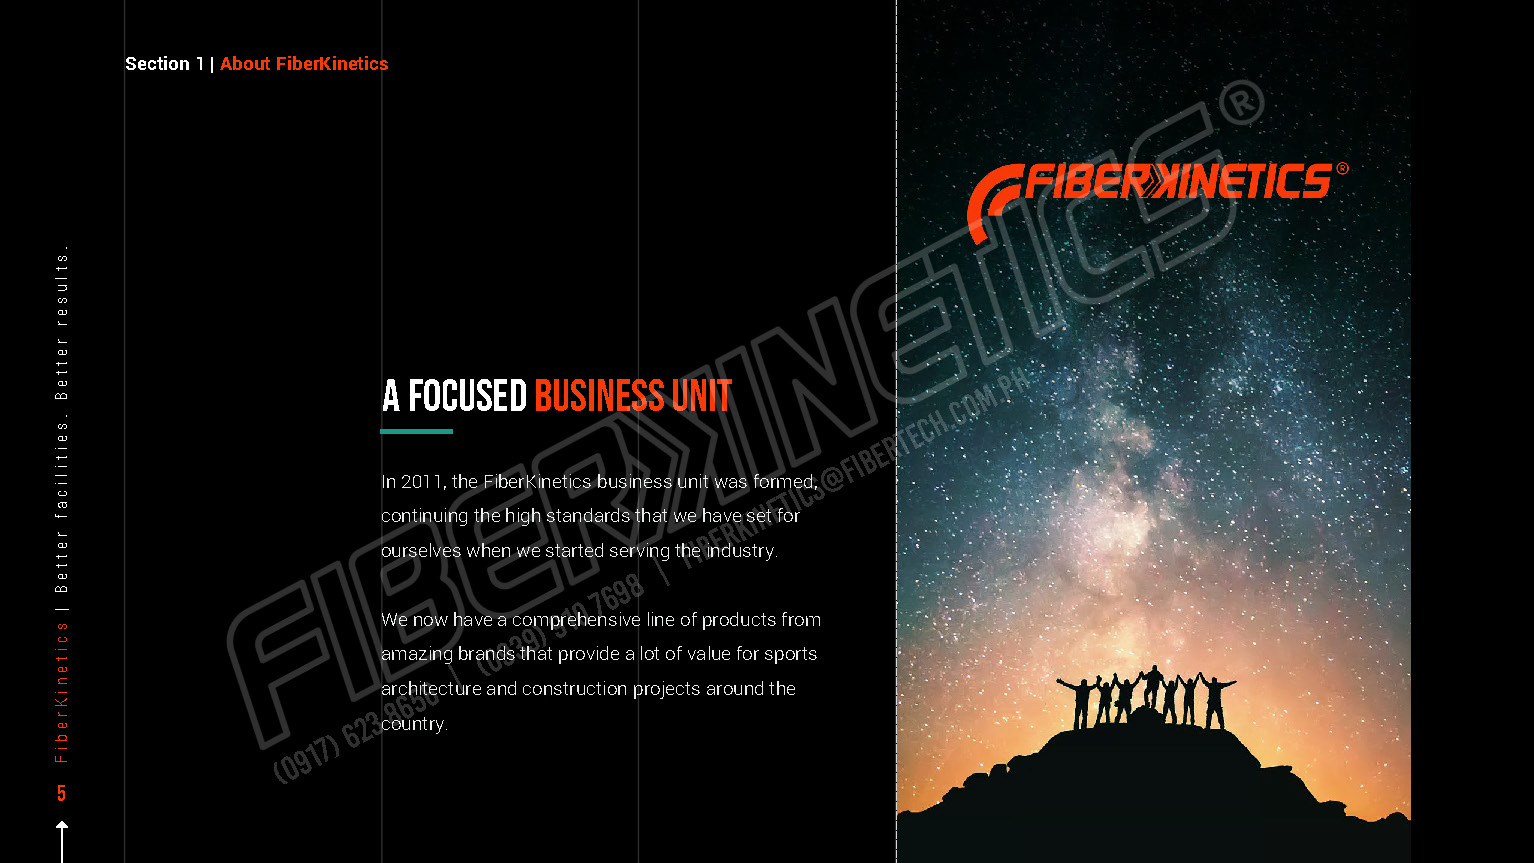 Section 1 | About FiberKinetics
FIBERKINETICS®
A FOCUSED BUSINESS UNIT
In 2011, the FiberKinetics business unit was formed,
continuing the high standards that we have set for
ourselves when we started serving the industry.
We now have a comprehensive line of products from
amazing brands that provide a lot of value for sports
architecture and construction projects around the
country.
FIBERKINETICS®
(0917) 623 8656 | (0939) 919 7698 | FIBERKINETICS@FIBERTECH.COM.PH
5 FiberKinetics | Better facilities. Better results.